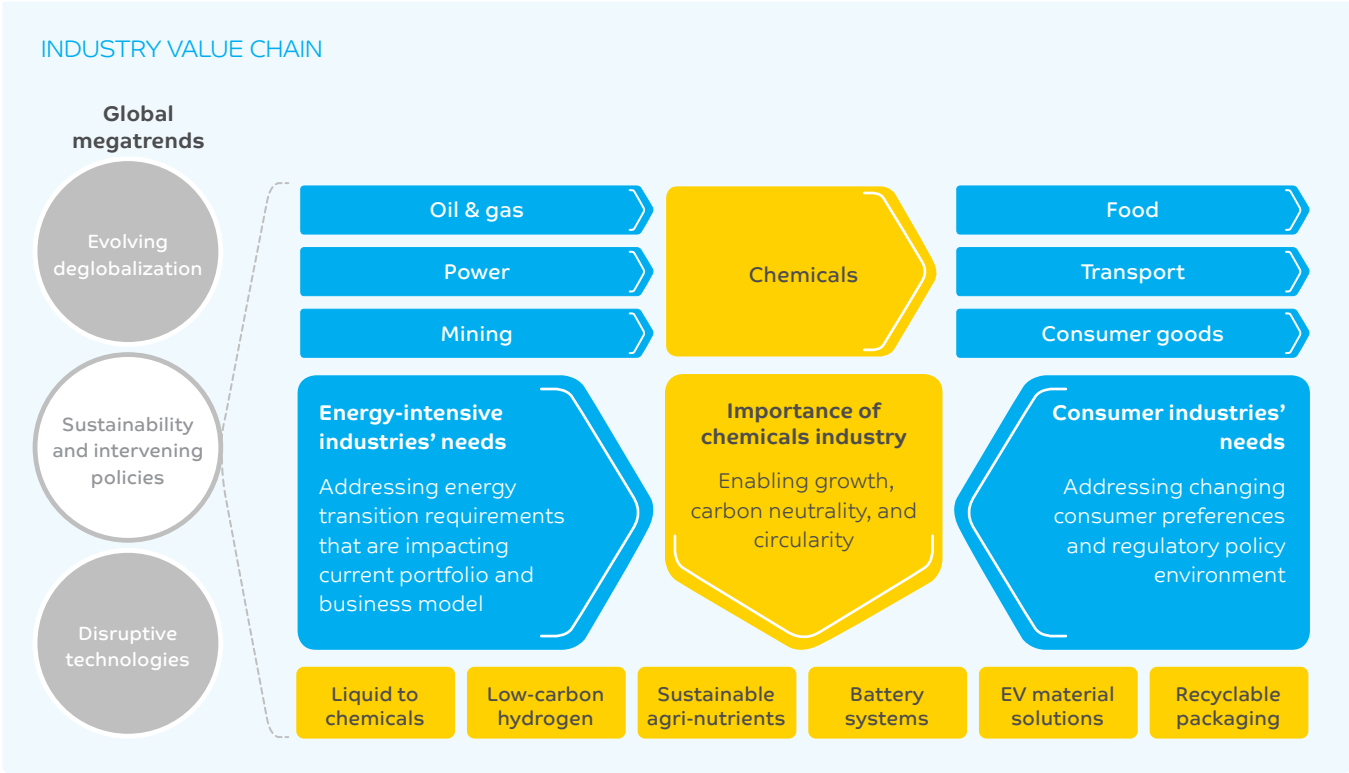 INDUSTRY VALUE CHAIN
Global
megatrends
Evolving
deglobalization
Sustainability
and intervening
policies
Disruptive
technologies
Oil & gas
Power
Mining
Chemicals
Food
Transport
Consumer goods
Energy-intensive
industries’ needs
Addressing energy
transition requirements
that are impacting
current portfolio and
business model
Importance of
chemicals industry
Enabling growth,
carbon neutrality, and
circularity
Consumer industries’
needs
Addressing changing
consumer preferences
and regulatory policy
environment
Liquid to
chemicals
Low-carbon
hydrogen
Sustainable
agri-nutrients
Battery
systems
EV material
solutions
Recyclable
packaging